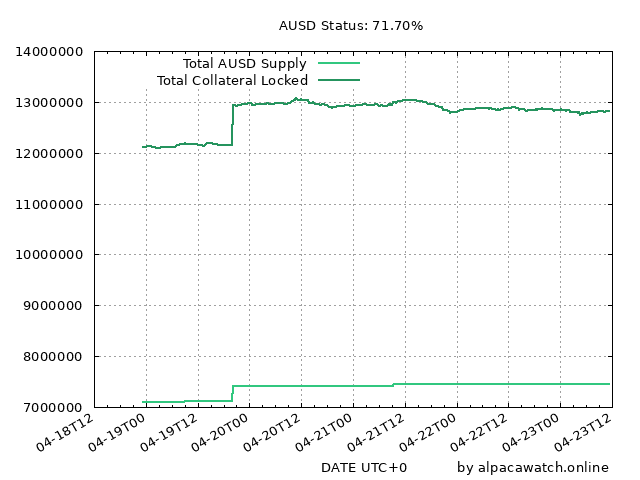 AUSD Status: 71.70%
14000000
13000000
12000000
11000000
10000000
9000000
8000000
7000000
Total AUSD Supply
Total Collateral Locked
04-18T12
04-19T00
04-19T12
04-20T00
04-20T12
04-21T00
04-21T12
04-22T00
04-22T12
04-23T00
04-23T12
DATE UTC+0
by alpacawatch.online